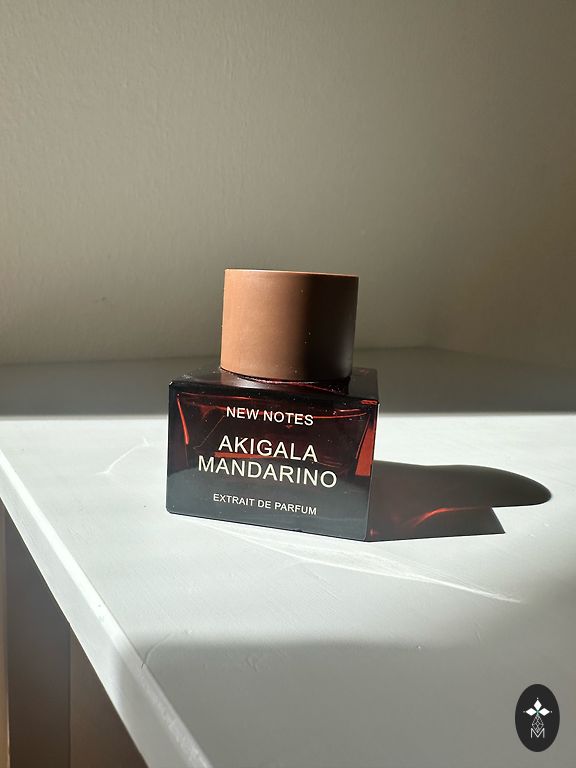 NEW NOTES
AKIGALA
MANDARINO
EXTRAIT DE PARFUM
M